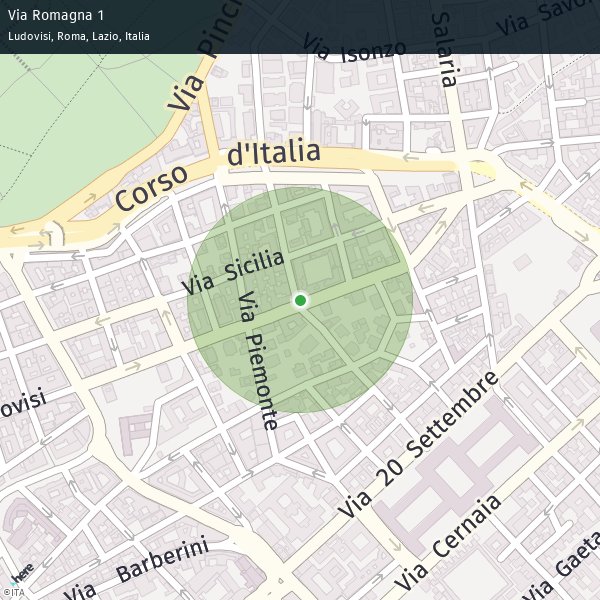 Via Romagna 1
Ludovisi, Roma, Lazio, Italia
Via Pinci
Via Isonzo
Salaria
Via Savo
Corso d'Italia
Via Sicilia
Via Piemonte
ovisi
Via 20 Settembre
Via Cernaia
Via Barberini
Via Gaeta
here
©ITA